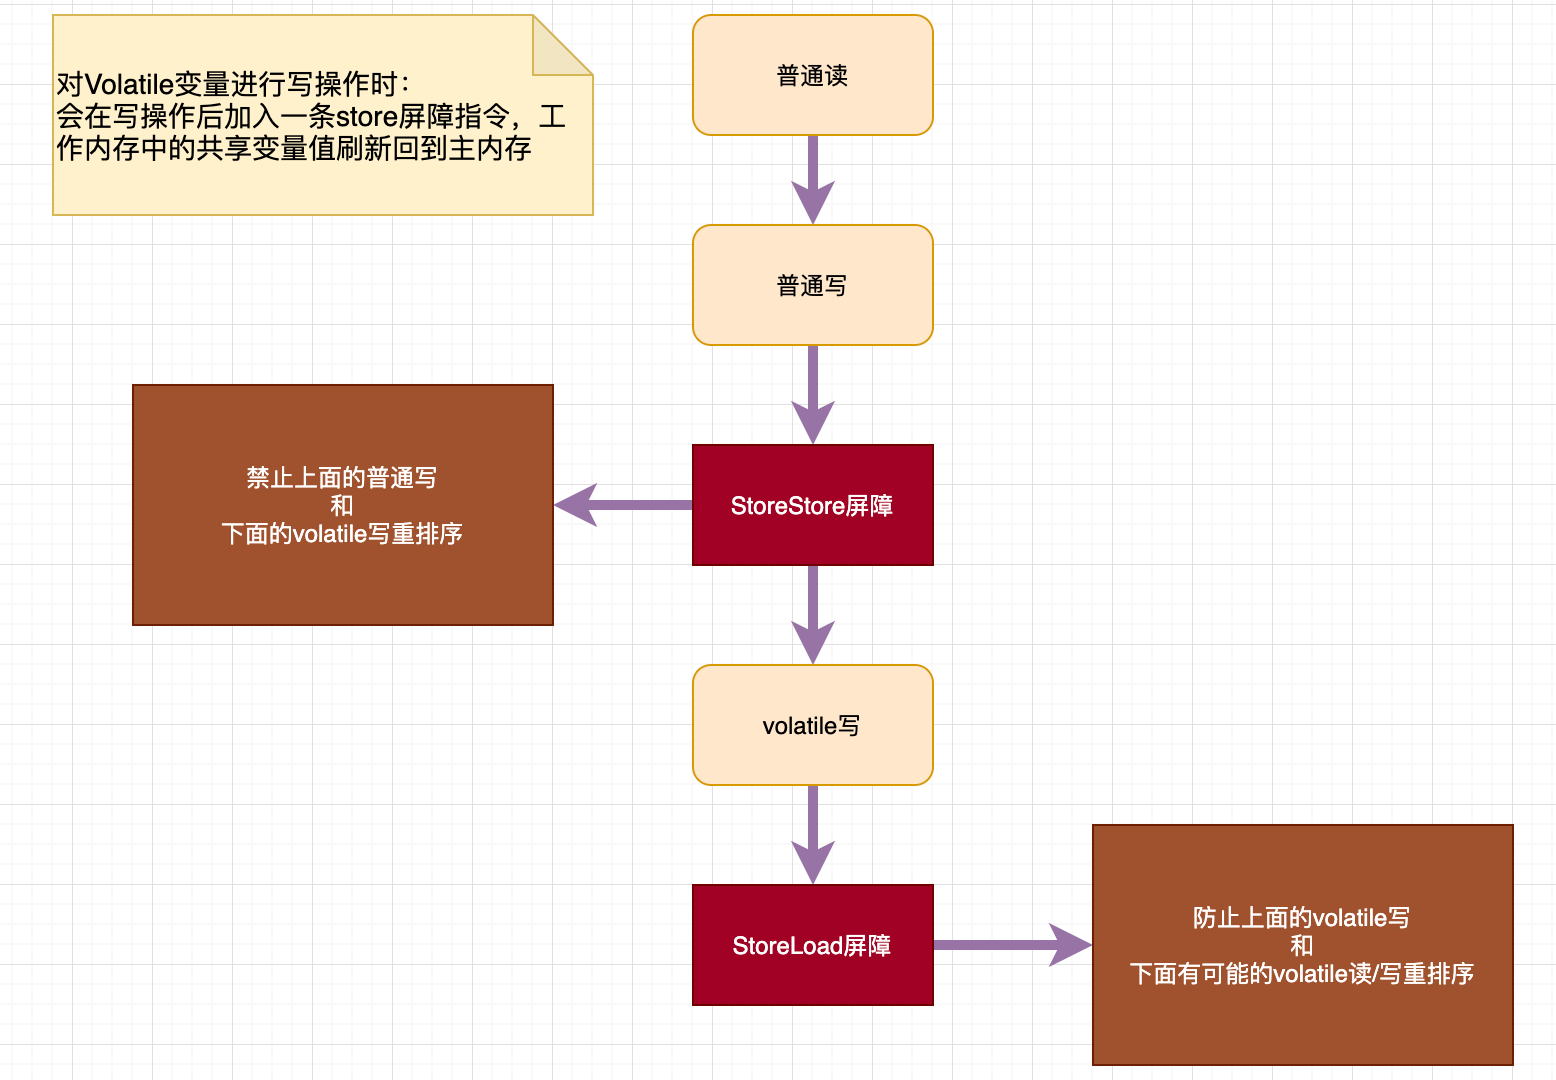 对Volatile变量进行写操作时：
会在写操作后加入一条store屏障指令，工
作内存中的共享变量值刷新回到主内存
普通读
普通写
禁止上面的普通写
和
下面的volatile写重排序
StoreStore屏障
volatile写
StoreLoad屏障
防止上面的volatile写
和
下面有可能的volatile读/写重排序